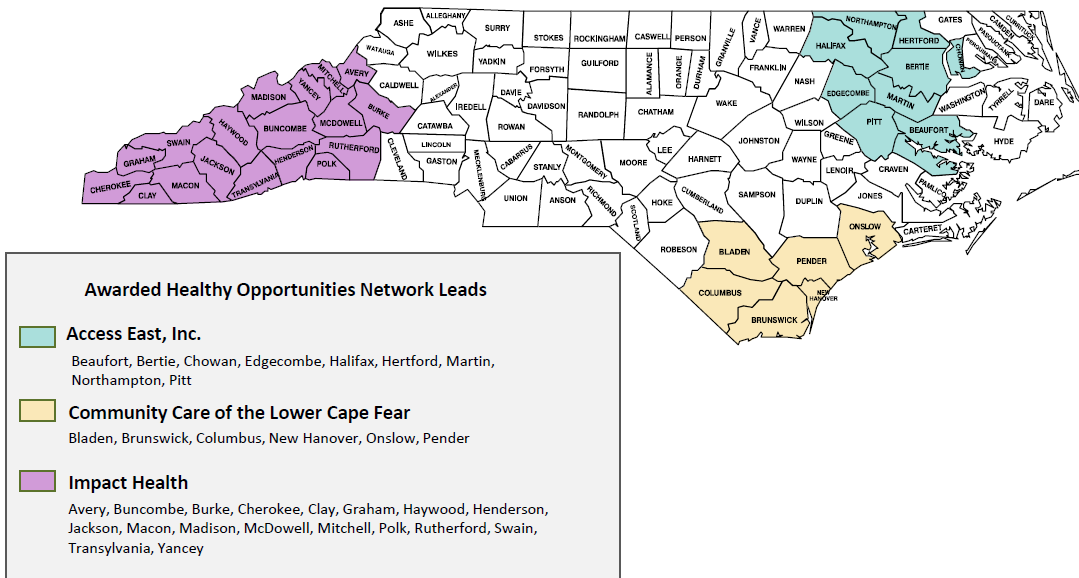 ASHE
ALLEGHANY
SURRY
STOKES
ROCKINGHAM
CASWELL
PERSON
GRANVILLE
VANCE
WARREN
NORTHAMPTON
GATES
CURRITUCK
CAMDEN
PASQUOTANK
PERQUIMANS
WATAUGA
WILKES
YADKIN
FORSYTH
GUILFORD
ALAMANCE
ORANGE
DURHAM
FRANKLIN
HALIFAX
HERTFORD
CHOWAN
BERTIE
MITCHELL
AVERY
CALDWELL
ALEXANDER
IREDELL
DAVIE
DAVIDSON
RANDOLPH
CHATHAM
WAKE
NASH
EDGECOMBE
MARTIN
WASHINGTON
TYRRELL
DARE
MADISON
YANCEY
BURKE
CATAWBA
ROWAN
WILSON
PITT
BEAUFORT
HYDE
HAYWOOD
BUNCOMBE
MCDOWELL
RUTHERFORD
CLEVELAND
LINCOLN
GASTON
MECKLENBURG
CABARRUS
STANLY
MONTGOMERY
MOORE
LEE
HARNETT
JOHNSTON
WAYNE
GREENE
LENOIR
CRAVEN
PAMLICO
SWAIN
GRAHAM
JACKSON
HENDERSON
POLK
TRANSYLVANIA
CHEROKEE
MACON
CLAY
UNION
ANSON
RICHMOND
SCOTLAND
HOKE
CUMBERLAND
SAMPSON
DUPLIN
JONES
ONSLOW
CARTERET
ROBESON
BLADEN
PENDER
COLUMBUS
NEW
HANOVER
BRUNSWICK
Awarded Healthy Opportunities Network Leads
Access East, Inc.
Beaufort, Bertie, Chowan, Edgecombe, Halifax, Hertford, Martin,
Northampton, Pitt
Community Care of the Lower Cape Fear
Bladen, Brunswick, Columbus, New Hanover, Onslow, Pender
Impact Health
Avery, Buncombe, Burke, Cherokee, Clay, Graham, Haywood, Henderson,
Jackson, Macon, Madison, McDowell, Mitchell, Polk, Rutherford, Swain,
Transylvania, Yancey